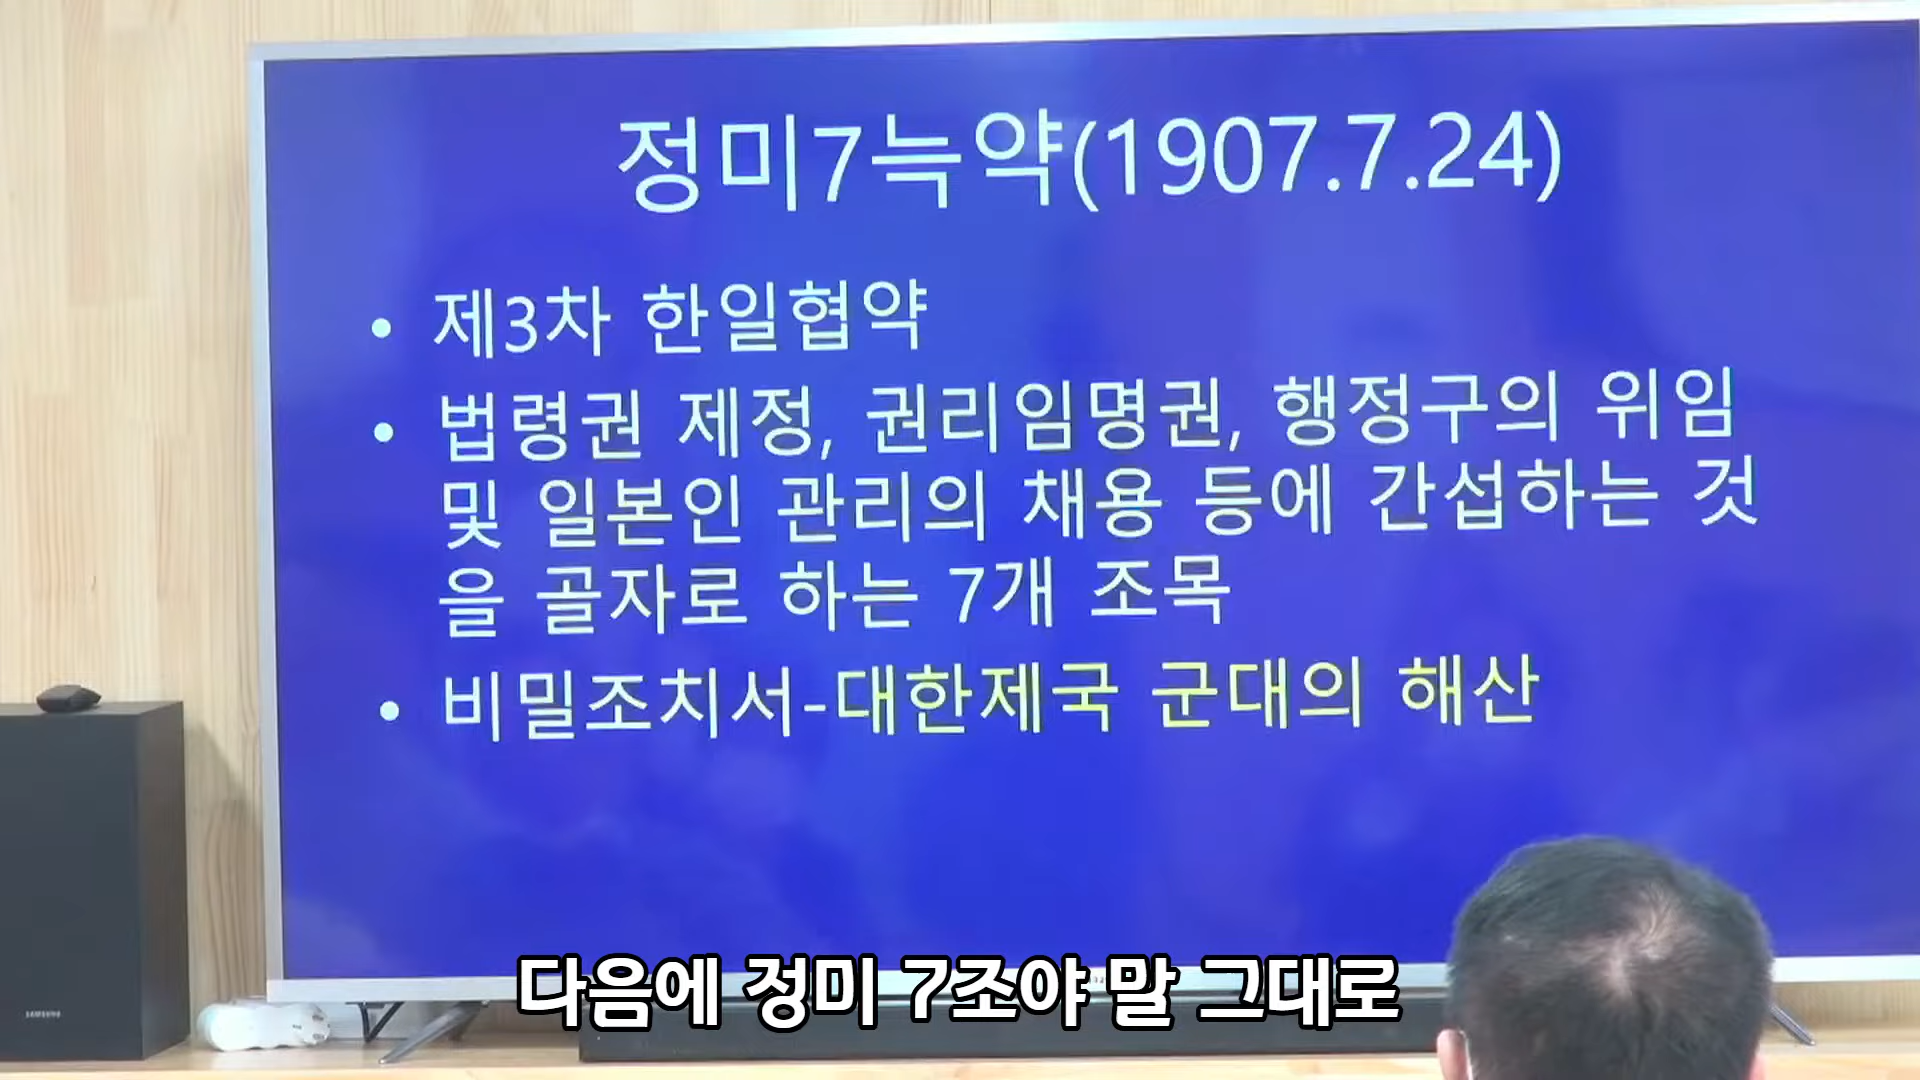 정미7늑약(1907.7.24)
• 제3차 한일협약
• 법령권 제정, 권리임명권, 행정구의 위임
및 일본인 관리의 채용 등에 간섭하는 것
을 골자로 하는 7개 조목
• 비밀조치서-대한제국 군대의 해산
SAMSUNG
다음에 정미 7조야 말 그대로